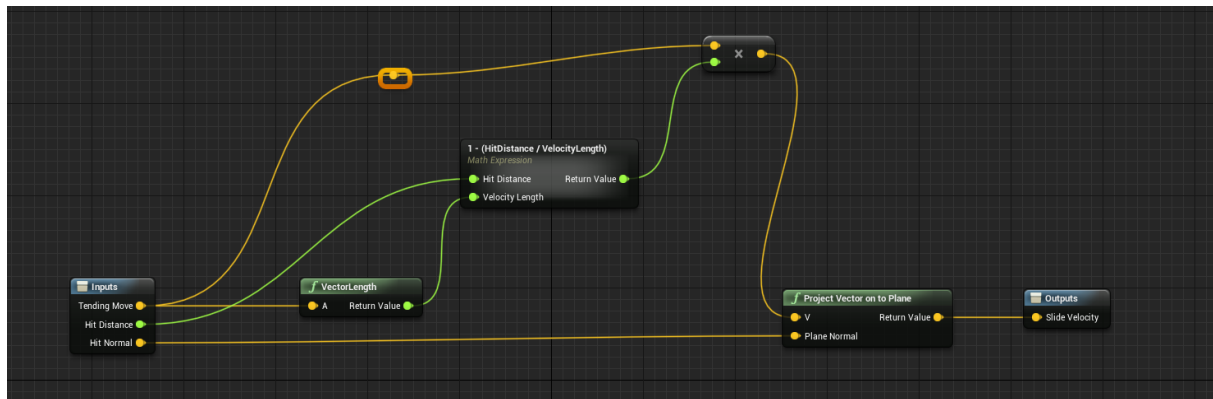 ×
1 - (HitDistance / VelocityLength)
Math Expression
Hit Distance Return Value
Velocity Length
Inputs
Tending Move
Hit Distance
Hit Normal
f VectorLength
A Return Value
f Project Vector on to Plane
V Return Value
Plane Normal
Outputs
Slide Velocity